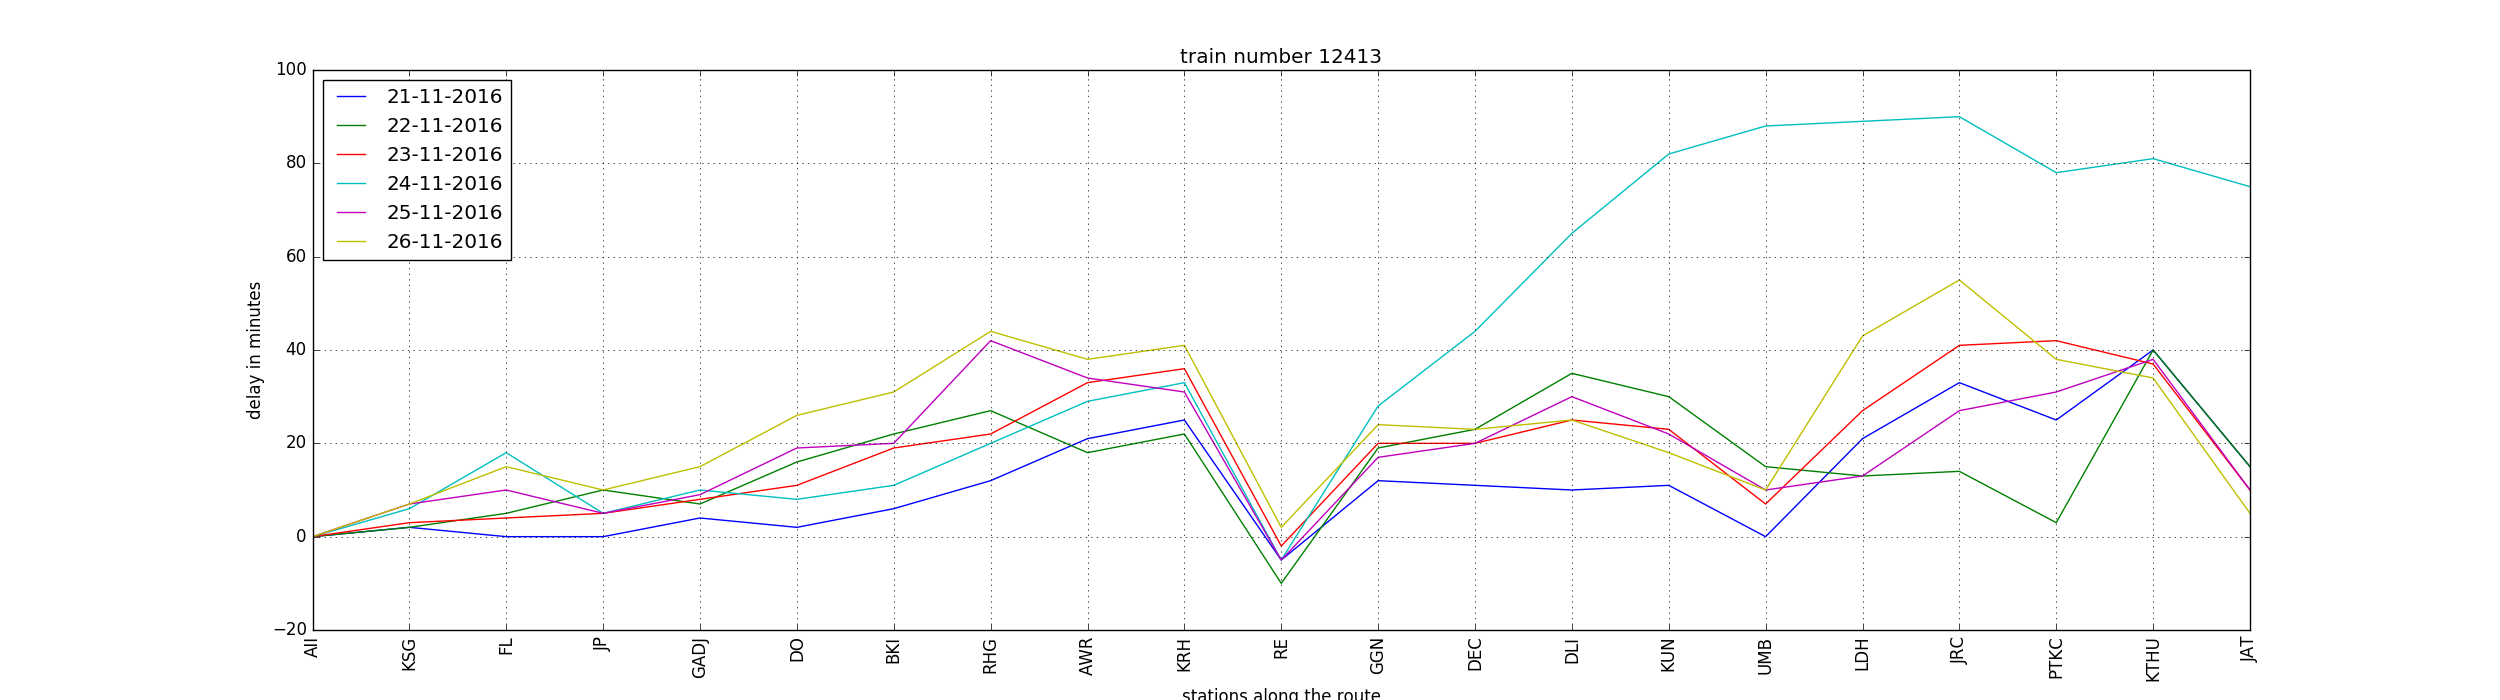 train number 12413
100
80
60
40
20
0
−20
delay in minutes
21-11-2016
22-11-2016
23-11-2016
24-11-2016
25-11-2016
26-11-2016
AII
KSG
FL
JP
GADJ
DO
BKI
RHG
AWR
KRH
RE
GGN
DEC
DLI
KUN
UMB
LDH
JRC
PTKC
KTHU
JAT
stations along the route